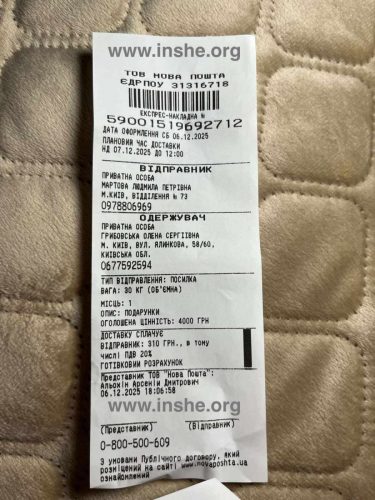 www.inshe.org
ТОВ НОВА ПОШТА
ЄДРПОУ 31316718
ЕКСПРЕС-НАКЛАДНА №
59001519692712
ДАТА ОФОРМЛЕННЯ СБ 06.12.2025
ПЛАНОВИЙ ЧАС ДОСТАВКИ
НД 07.12.2025 ДО 12:00
ВІДПРАВНИК
ПРИВАТНА ОСОБА
МАРТОВА ЛЮДМИЛА ПЕТРІВНА
М.КИЇВ, ВІДДІЛЕННЯ № 73
0978806969
ОДЕРЖУВАЧ
ПРИВАТНА ОСОБА
ГРИБОВСЬКА ОЛЕНА СЕРГІЇВНА
М. КИЇВ, ВУЛ. ЯЛИНКОВА, 58/60,
КИЇВСЬКА ОБЛ.
0677592594
ТИП ВІДПРАВЛЕННЯ: ПОСИЛКА
ВАГА: 30 КГ (ОБ'ЄМНА)
МІСЦЬ: 1
ОПИС: ПОДАРУНКИ
ОГОЛОШЕНА ЦІННІСТЬ: 4000 ГРН
ДОСТАВКУ СПЛАЧУЄ
ВІДПРАВНИК: 310 ГРН., в тому
числі ПДВ 20%
ГОТІВКОВИЙ РОЗРАХУНОК
Представник ТОВ "Нова Пошта":
Альохін Арсеній Дмитрович
06.12.2025 18:06:58
www.inshe.org
(Представник) (Відправник)
0-800-500-609
З умовами Публічного договору, який
розміщений на сайті www.novaposhta.ua
ознайомлений